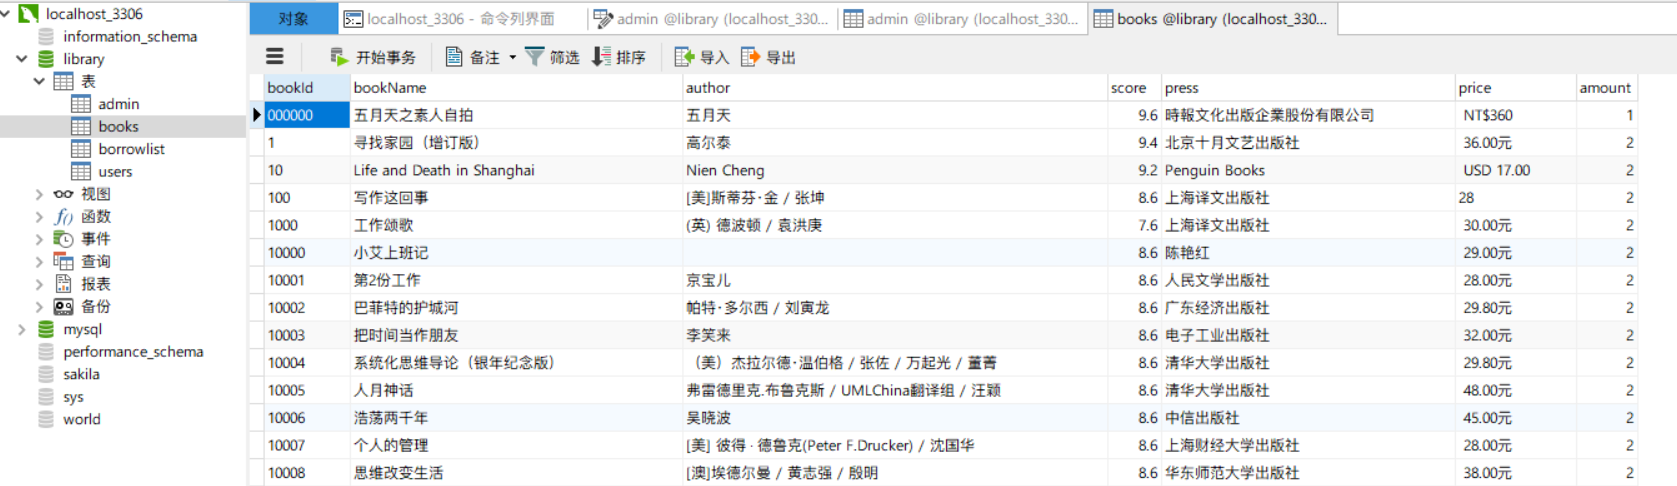 localhost_3306
information_schema
library
表
admin
books
borrowlist
users
视图
f() 函数
事件
查询
报表
备份
mysql
performance_schema
sakila
sys
world
对象 localhost_3306 - 命令列界面 admin @library (localhost_330... admin @library (localhost_330... books @library (localhost_330...
开始事务 备注 筛选 排序 导入 导出
bookId bookName author score press price amount
000000 五月天之素人自拍 五月天 9.6 時報文化出版企業股份有限公司 NT$360 1
1 寻找家园（增订版） 高尔泰 9.4 北京十月文艺出版社 36.00元 2
10 Life and Death in Shanghai Nien Cheng 9.2 Penguin Books USD 17.00 2
100 写作这回事 [美]斯蒂芬·金 / 张坤 8.6 上海译文出版社 28 2
1000 工作颂歌 (英) 德波顿 / 袁洪庚 7.6 上海译文出版社 30.00元 2
10000 小艾上班记 8.6 陈艳红 29.00元 2
10001 第2份工作 京宝儿 8.6 人民文学出版社 28.00元 2
10002 巴菲特的护城河 帕特·多尔西 / 刘寅龙 8.6 广东经济出版社 29.80元 2
10003 把时间当作朋友 李笑来 8.6 电子工业出版社 32.00元 2
10004 系统化思维导论（银年纪念版） （美）杰拉尔德·温伯格 / 张佐 / 万起光 / 董菁 8.6 清华大学出版社 29.80元 2
10005 人月神话 弗雷德里克.布鲁克斯 / UMLChina翻译组 / 汪颖 8.6 清华大学出版社 48.00元 2
10006 浩荡两千年 吴晓波 8.6 中信出版社 45.00元 2
10007 个人的管理 [美] 彼得 · 德鲁克(Peter F.Drucker) / 沈国华 8.6 上海财经大学出版社 28.00元 2
10008 思维改变生活 [澳]埃德尔曼 / 黄志强 / 殷明 8.6 华东师范大学出版社 38.00元 2